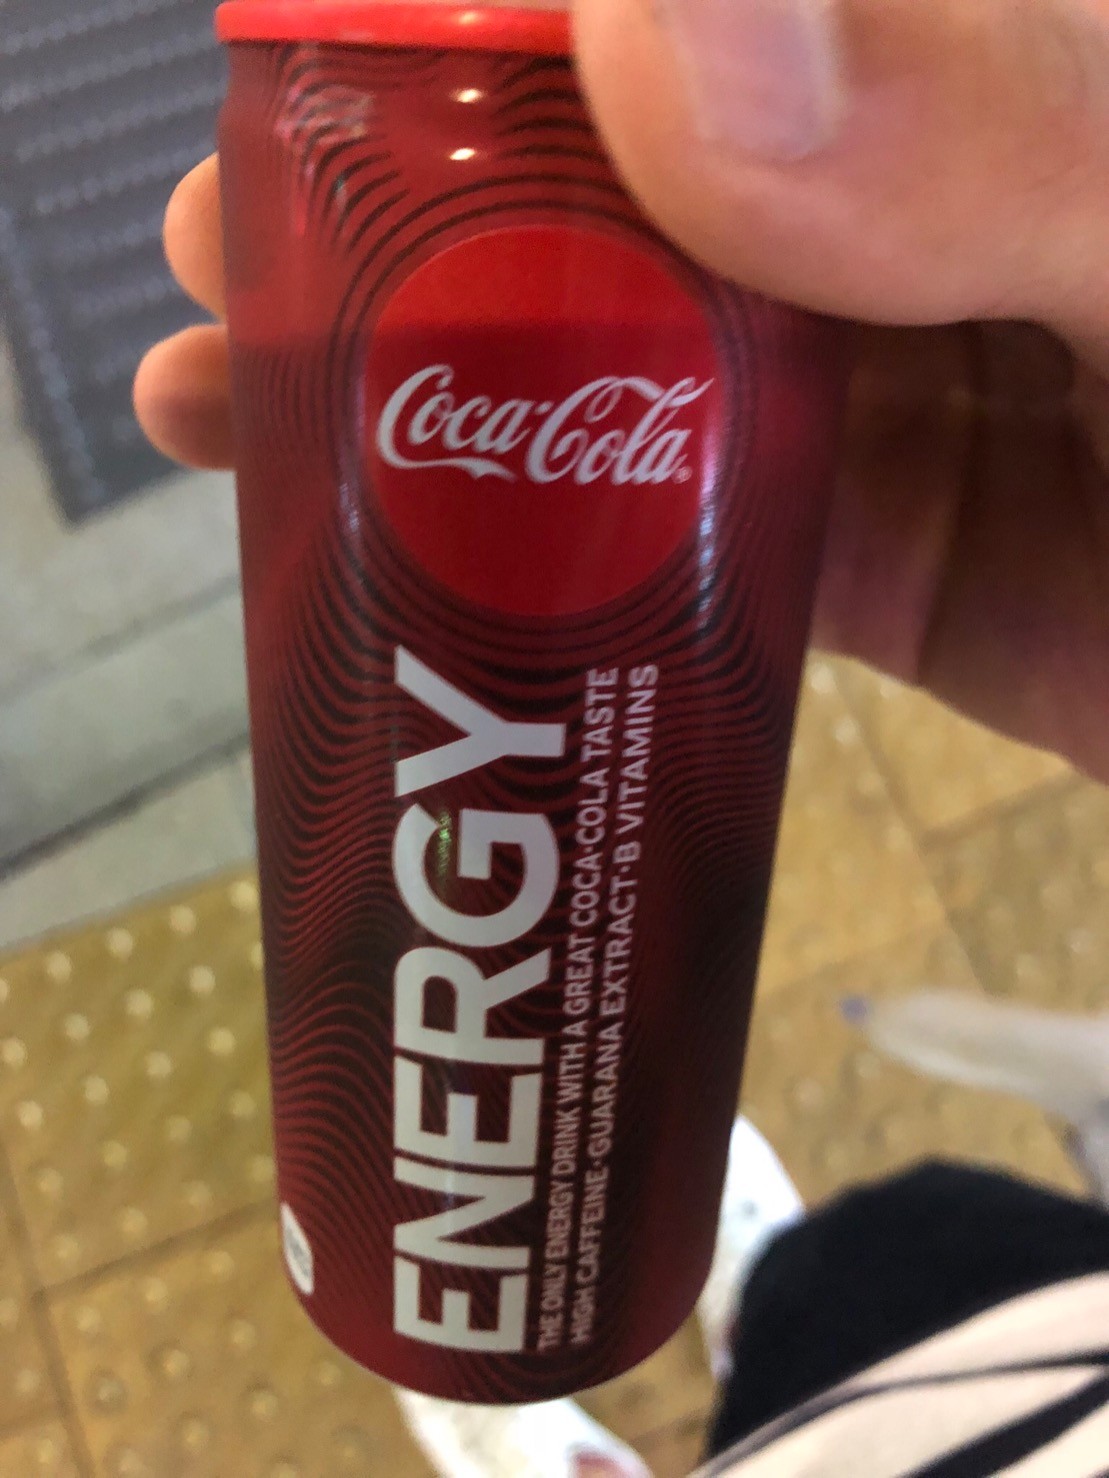 Coca-Cola
ENERGY
THE ONLY ENERGY DRINK WITH A GREAT COCA-COLA TASTE
HIGH CAFFEINE·GUARANA EXTRACT·B VITAMINS